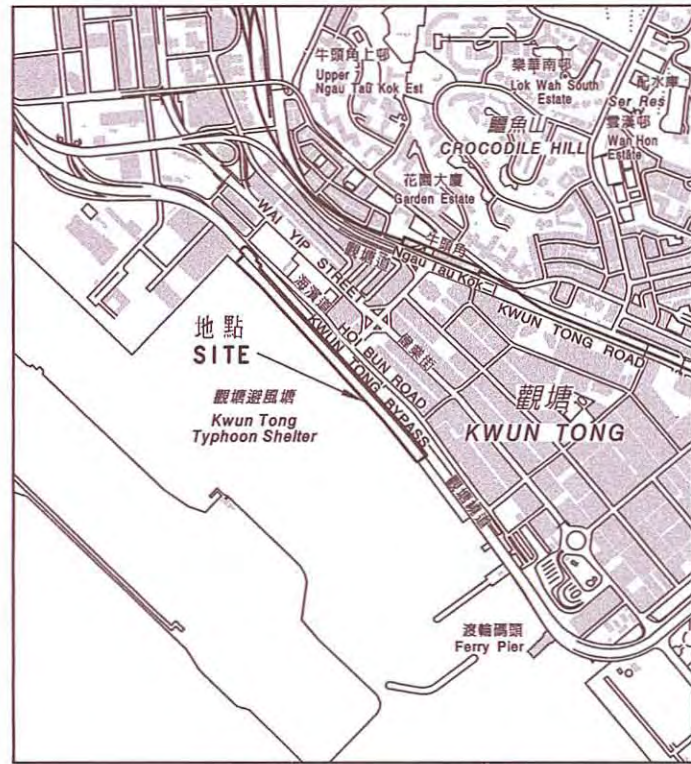 牛頭角上邨
Upper
Ngau Tau Kok Est
樂華南邨
Lok Wah South
Estate
配水庫
Ser Res
鱷魚山
CROCODILE HILL
雲漢邨
Wah Hon
Estate
花園大廈
Garden Estate
WAI YIP STREET
觀塘道
牛頭角
Ngau Tau Kok
KWUN TONG ROAD
海濱道
HOI BUN ROAD
偉業街
KWUN TONG BYPASS
地點
SITE
觀塘避風塘
Kwun Tong
Typhoon Shelter
觀塘
KWUN TONG
觀塘繞道
渡輪碼頭
Ferry Pier